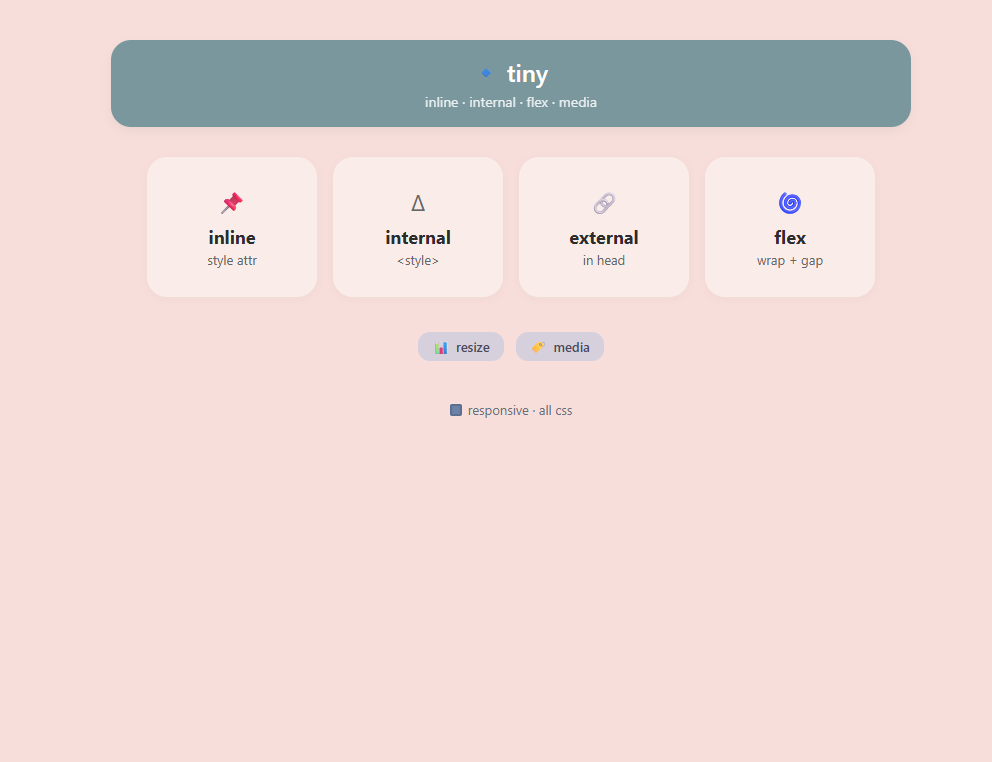 🔹 tiny
inline · internal · flex · media
📌
inline
style attr
Δ
internal
<style>
🔗
external
in head
🌀
flex
wrap + gap
📊 resize
🏷️ media
responsive · all css